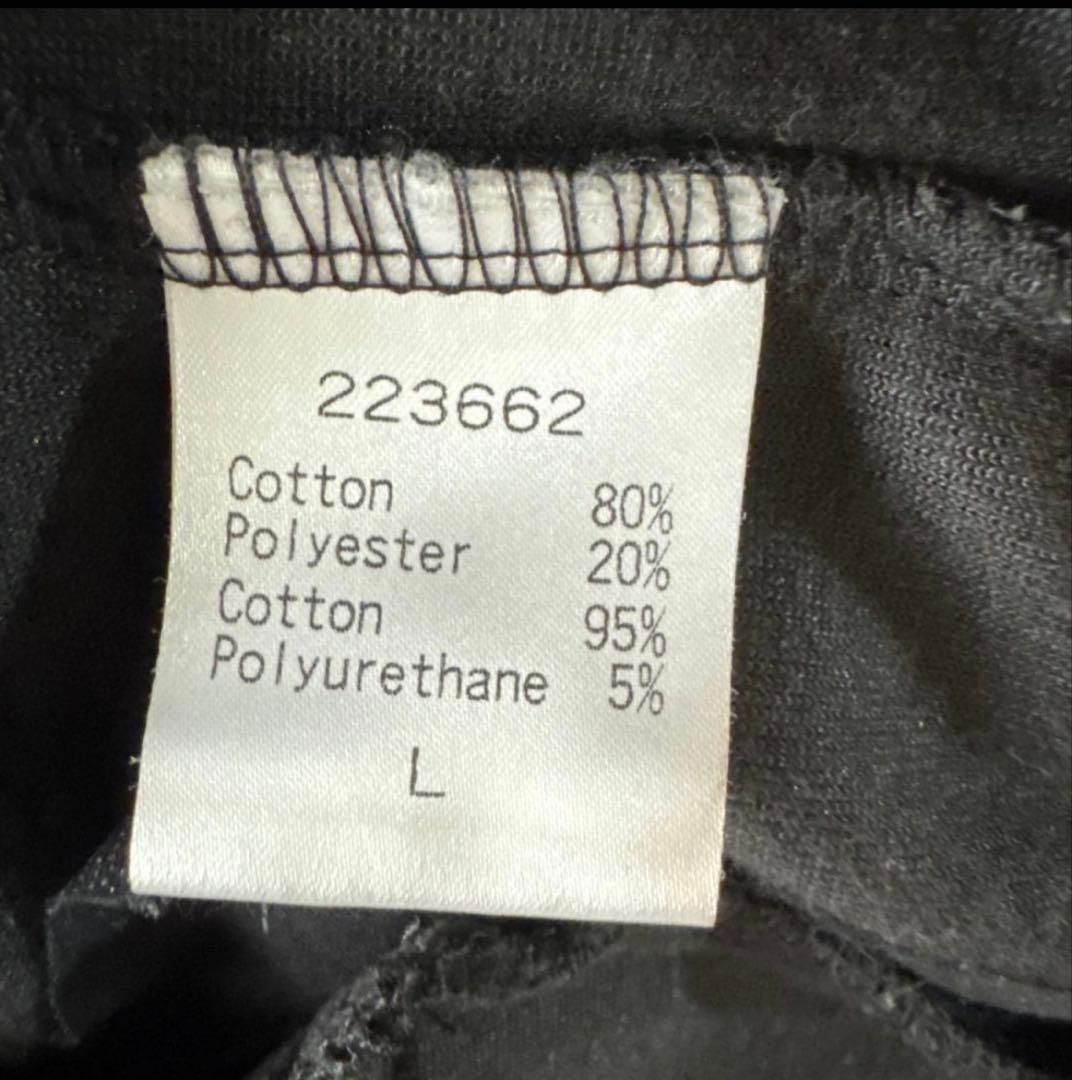 223662
Cotton 80%
Polyester 20%
Cotton 95%
Polyurethane 5%
L